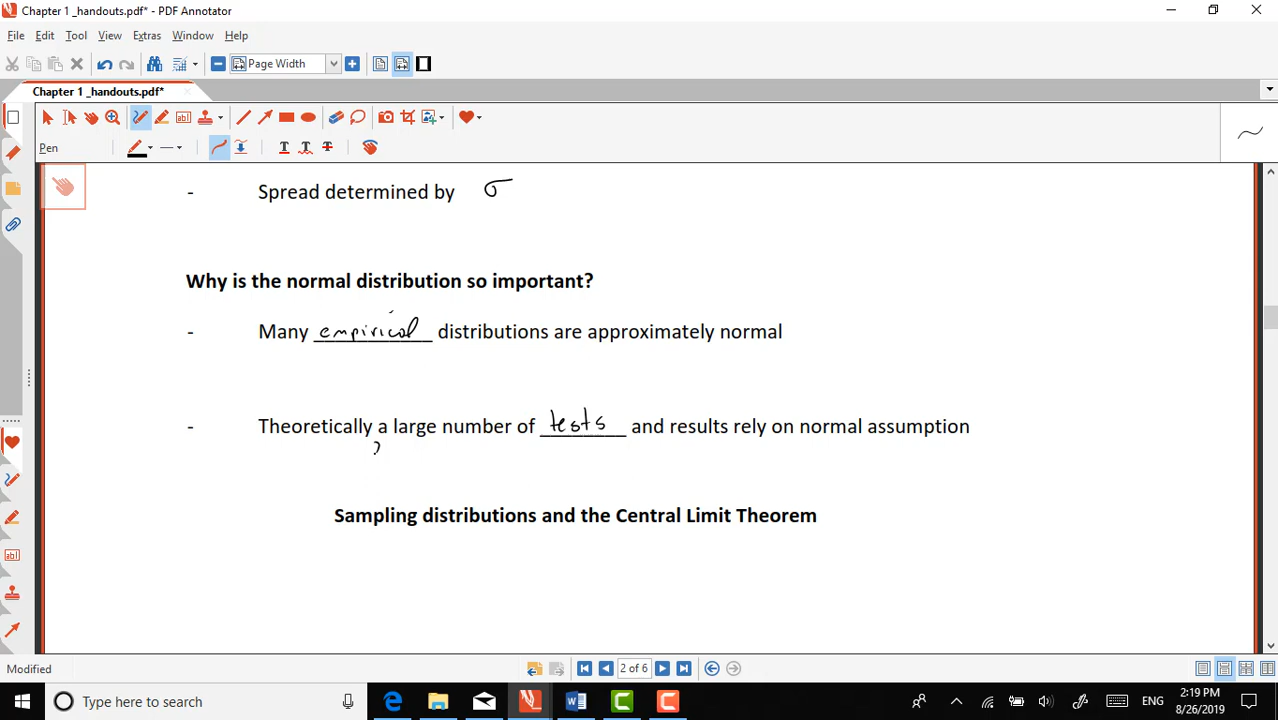 Chapter 1 _handouts.pdf* - PDF Annotator
File Edit Tool View Extras Window Help
Page Width
Chapter 1 _handouts.pdf*
Pen
- Spread determined by σ
Why is the normal distribution so important?
- Many empirical distributions are approximately normal
- Theoretically a large number of tests and results rely on normal assumption
Sampling distributions and the Central Limit Theorem
Modified
2 of 6
Type here to search
ENG
2:19 PM
8/26/2019